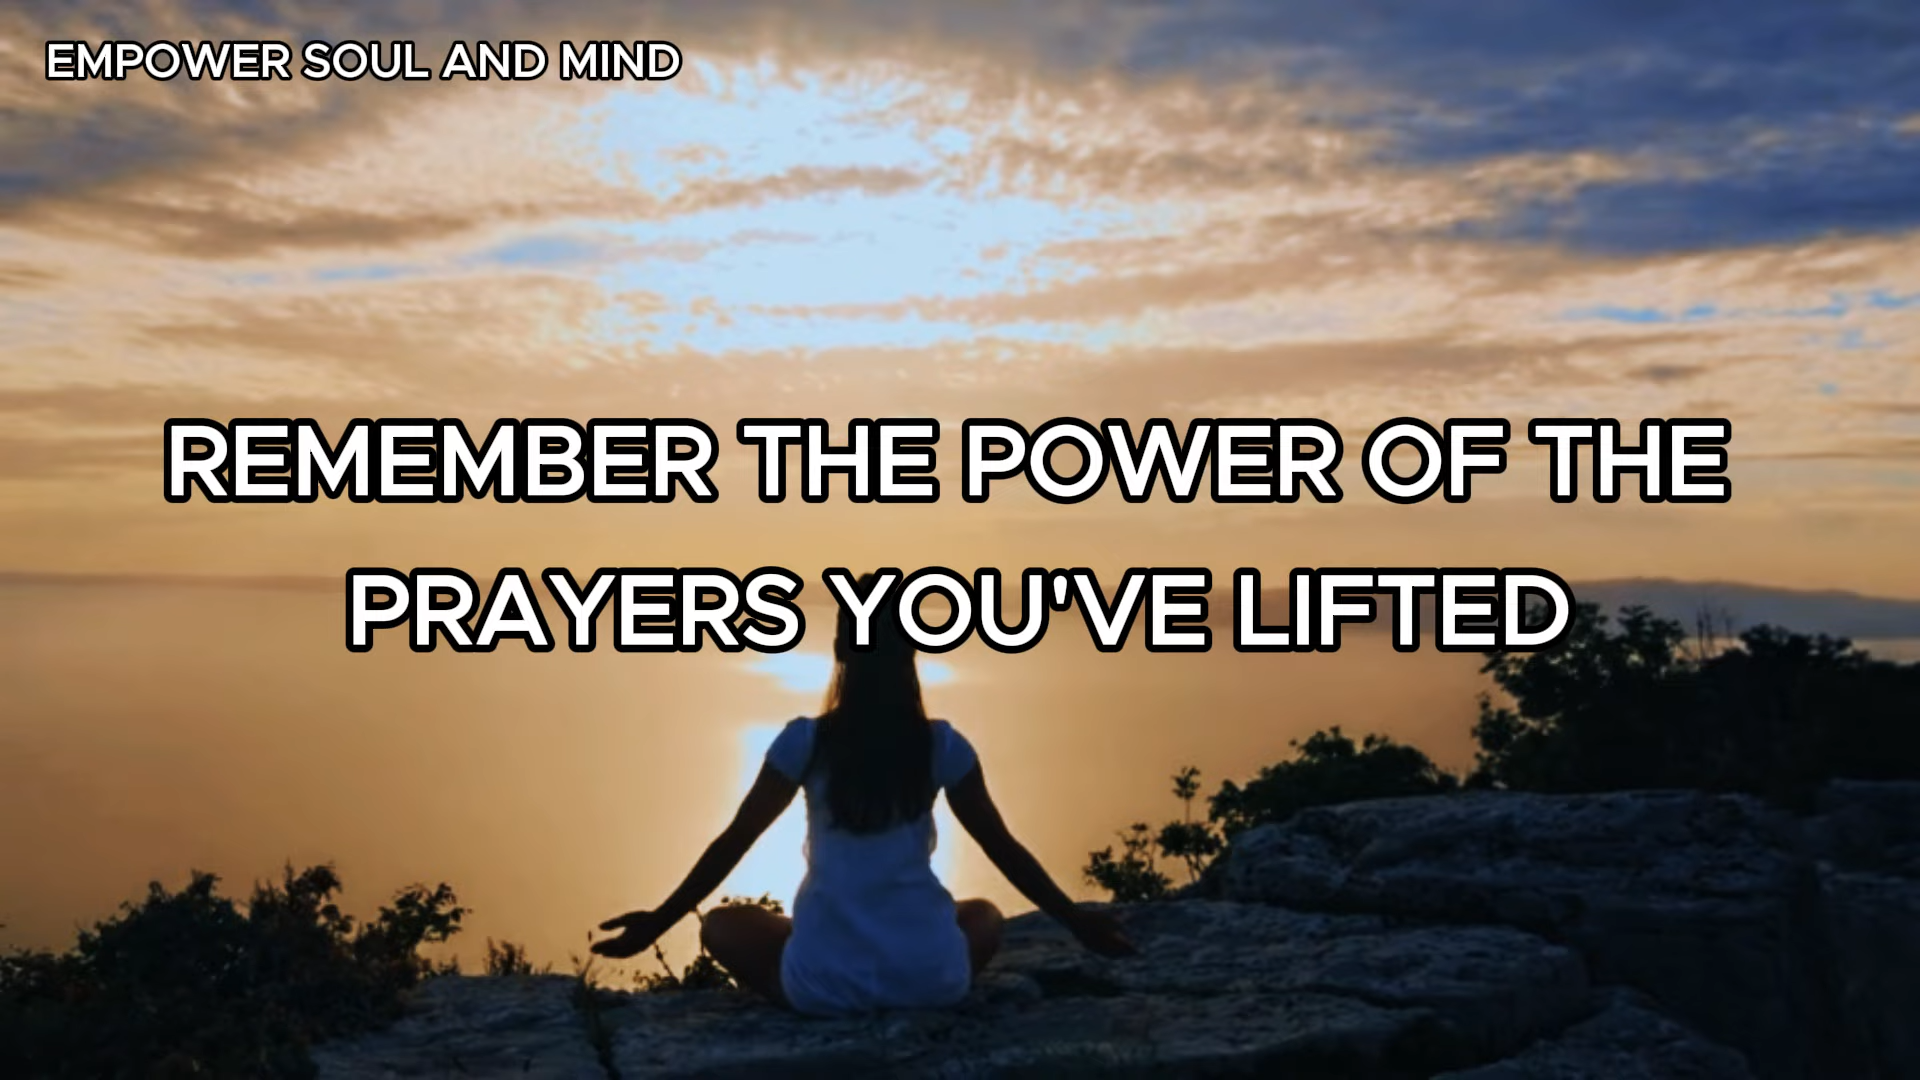 EMPOWER SOUL AND MIND
REMEMBER THE POWER OF THE
PRAYERS YOU'VE LIFTED